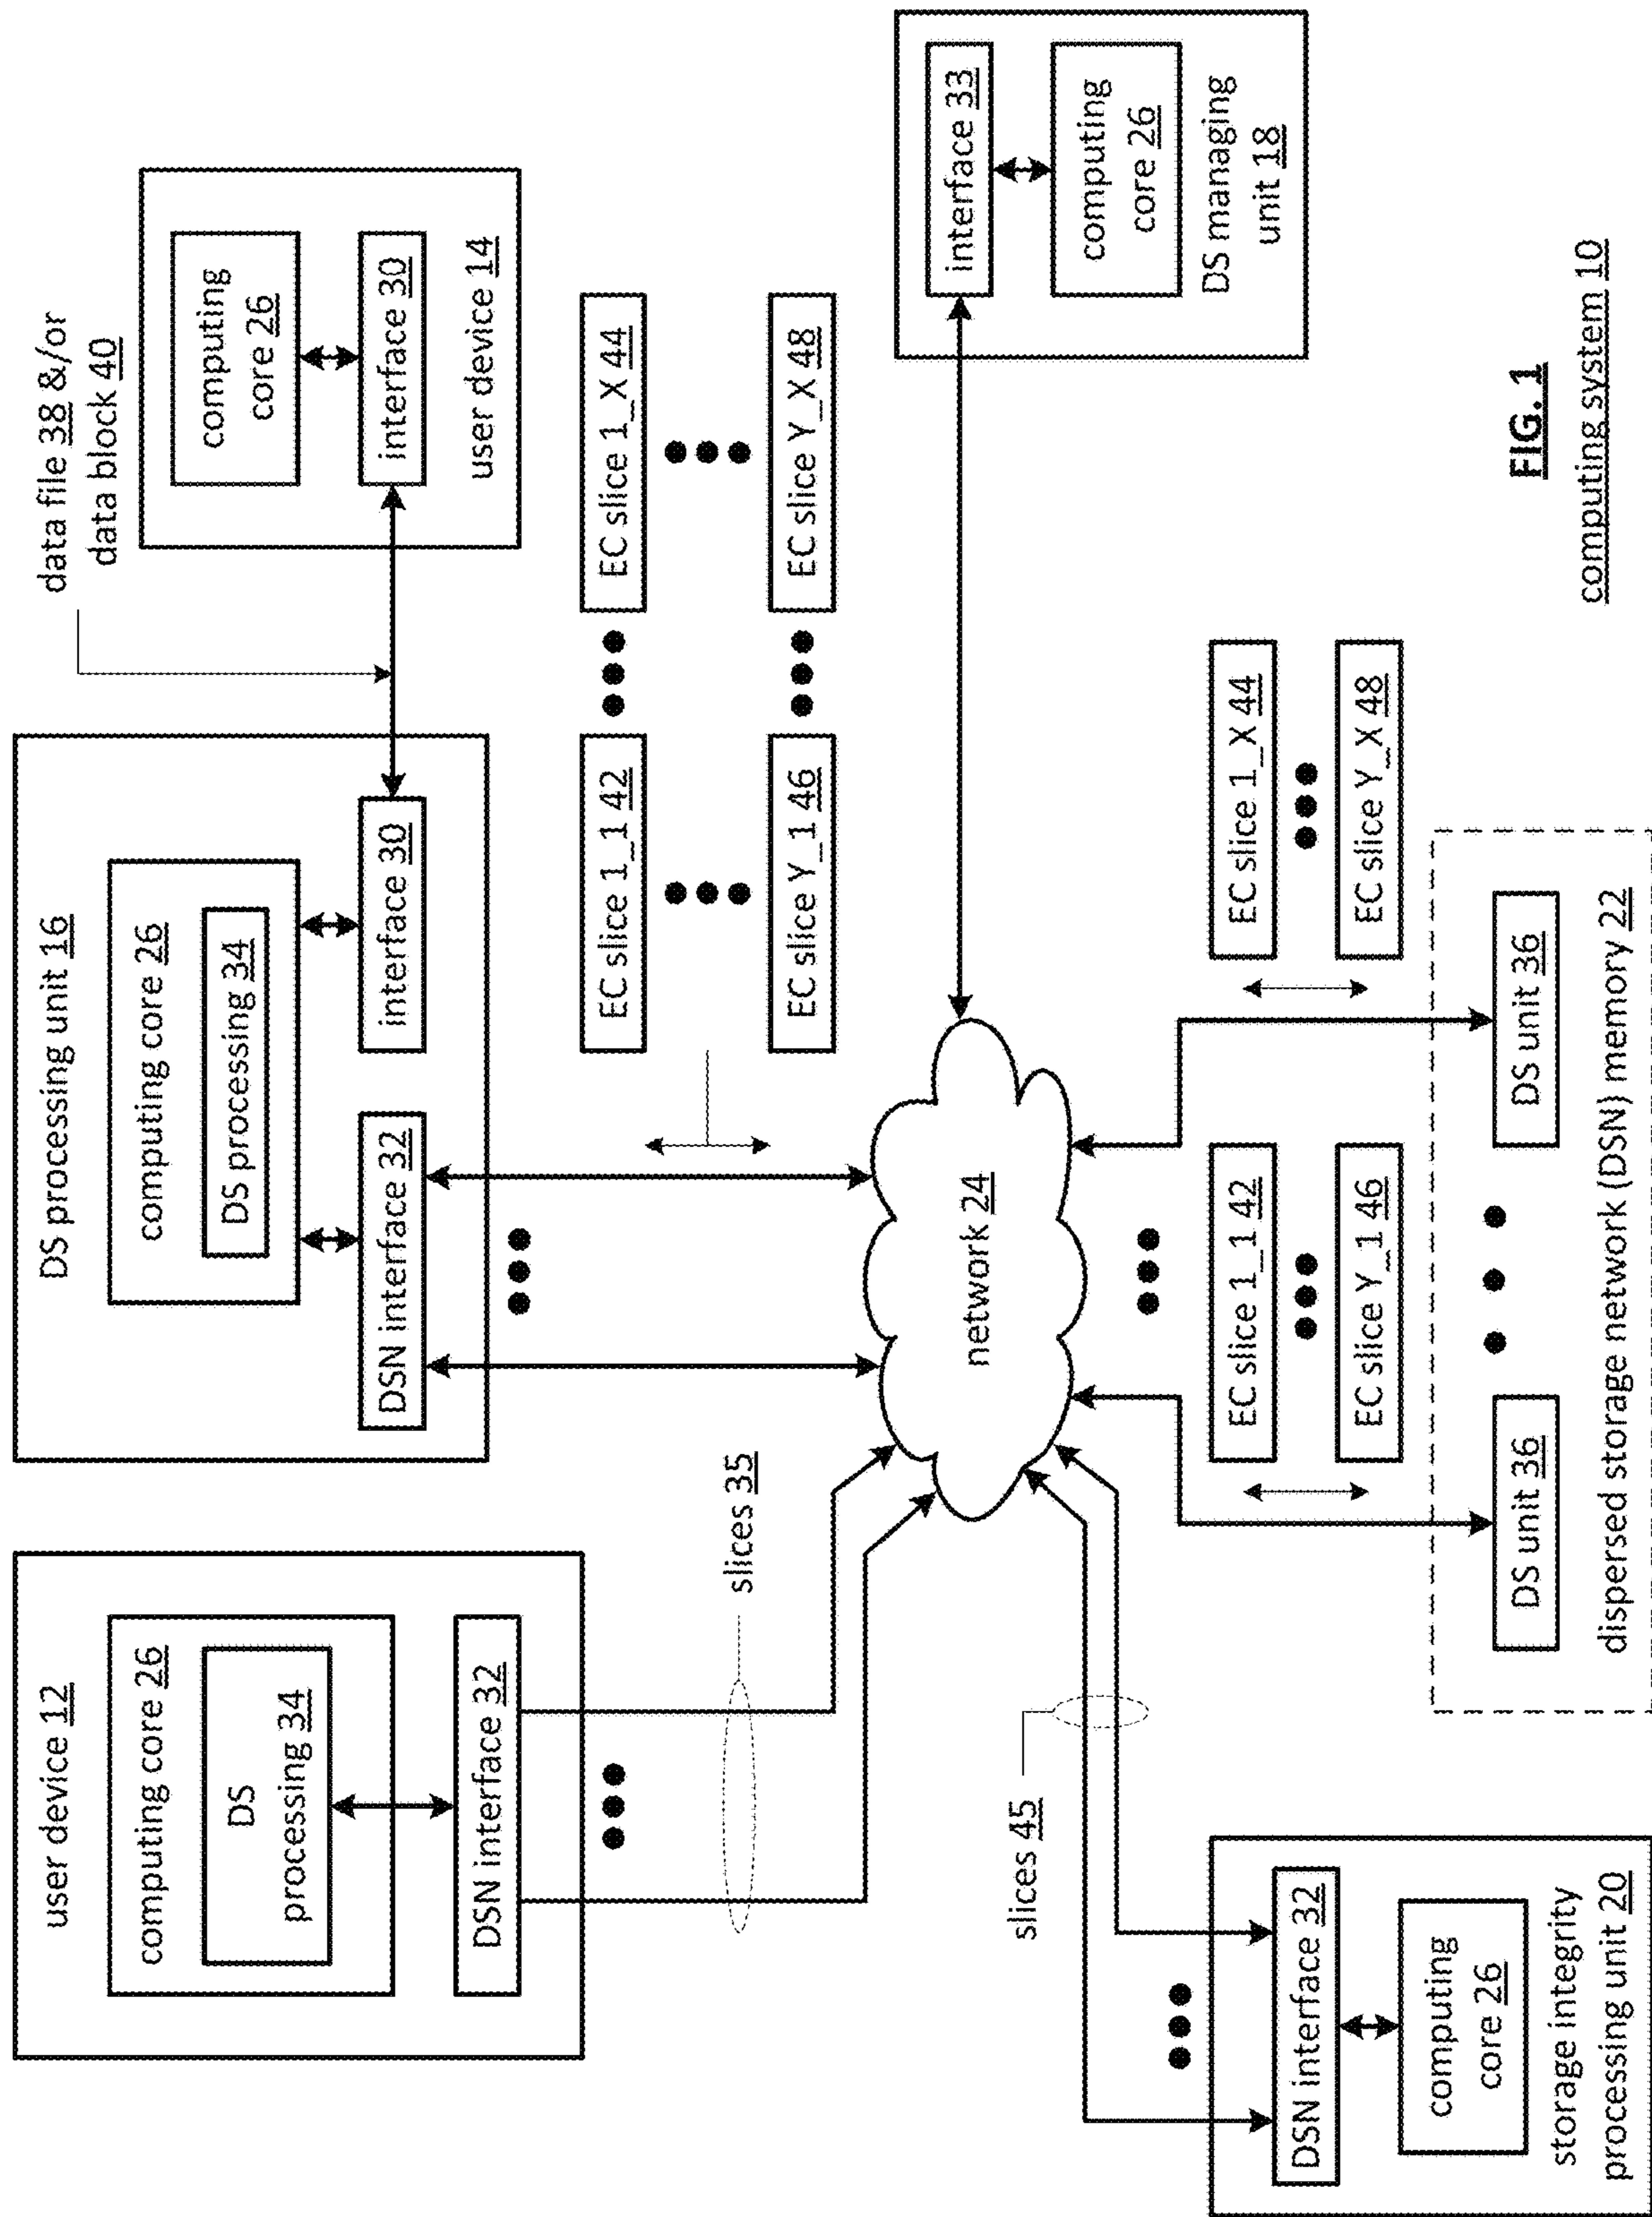 user device 12
computing core 26
DS
processing 34
DSN interface 32
slices 35
DS processing unit 16
computing core 26
DS processing 34
DSN interface 32
interface 30
data file 38 &/or
data block 40
computing
core 26
interface 30
user device 14
EC slice 1_1 42
EC slice 1_X 44
EC slice Y_1 46
EC slice Y_X 48
network 24
interface 33
computing
core 26
DS managing
unit 18
slices 45
DSN interface 32
computing
core 26
storage integrity
processing unit 20
EC slice 1_1 42
EC slice Y_1 46
EC slice 1_X 44
EC slice Y_X 48
DS unit 36
DS unit 36
dispersed storage network (DSN) memory 22
FIG. 1
computing system 10